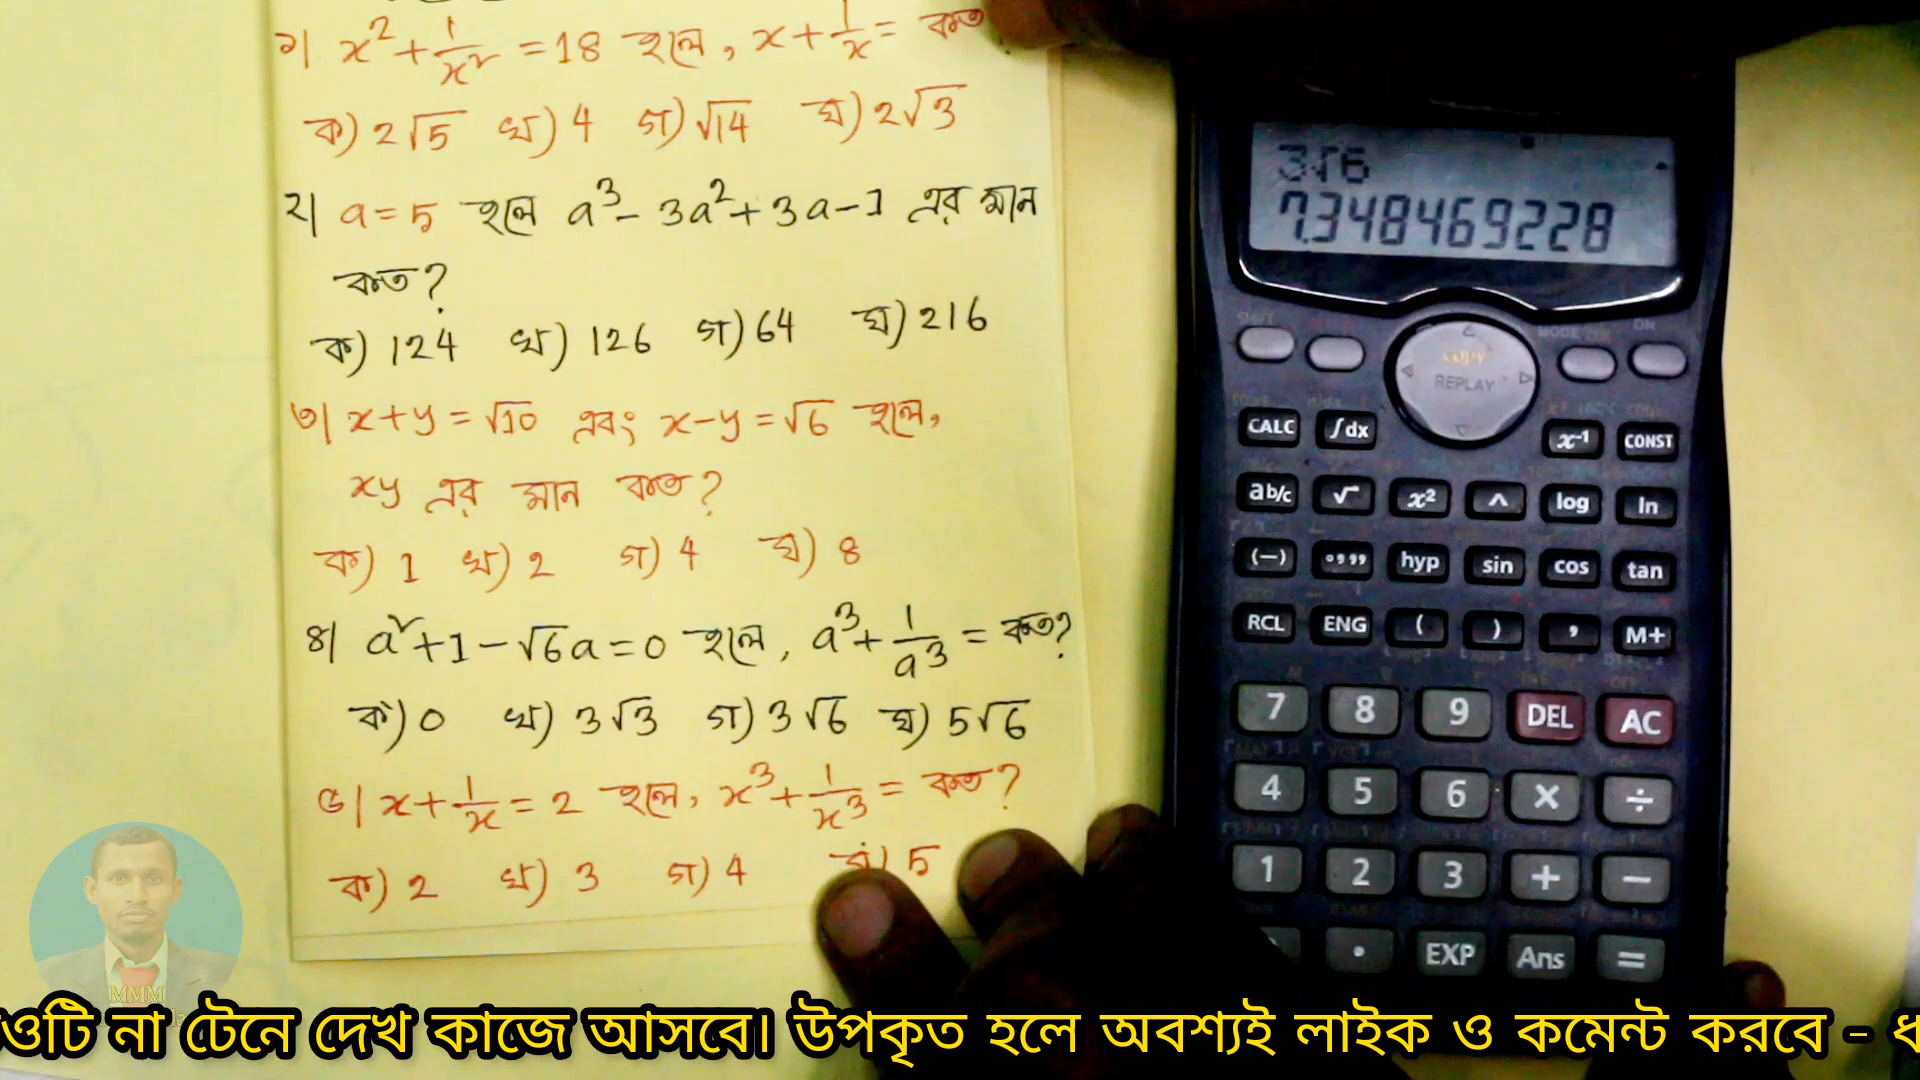 ১| x² + 1/x² = 18 হলে, x + 1/x = কত
ক) 2√5 খ) 4 গ) √14 ঘ) 2√3
২| a = 5 হলে a³ - 3a² + 3a - 1 এর মান
কত?
ক) 124 খ) 126 গ) 64 ঘ) 216
৩| x + y = √10 এবং x - y = √6 হলে,
xy এর মান কত?
ক) 1 খ) 2 গ) 4 ঘ) 8
৪| a² + 1 - √6a = 0 হলে, a³ + 1/a³ = কত?
ক) 0 খ) 3√3 গ) 3√6 ঘ) 5√6
৫| x + 1/x = 2 হলে, x³ + 1/x³ = কত?
ক) 2 খ) 3 গ) 4 ঘ) 5
3√6
7.348469228
SHIFT MODE ON
COPY
REPLAY
CALC ∫dx x⁻¹ CONST
ab/c √ x² ^ log ln
(—) °,,, hyp sin cos tan
RCL ENG ( ) , M+
7 8 9 DEL AC
4 5 6 × ÷
1 2 3 + −
. EXP Ans =
MMM
ওটি না টেনে দেখ কাজে আসবে। উপকৃত হলে অবশ্যই লাইক ও কমেন্ট করবে - ধ